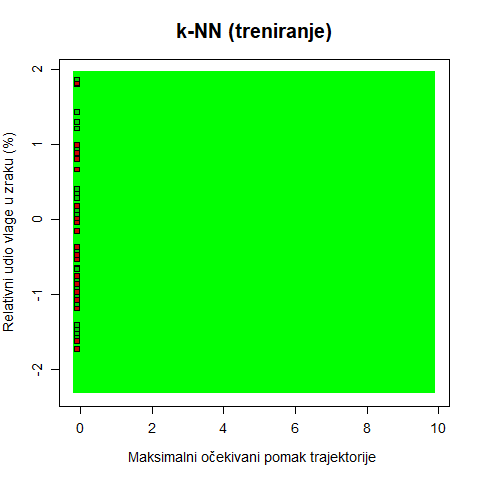 k-NN (treniranje)
Relativni udio vlage u zraku (%)
2
1
0
-1
-2
0 2 4 6 8 10
Maksimalni očekivani pomak trajektorije